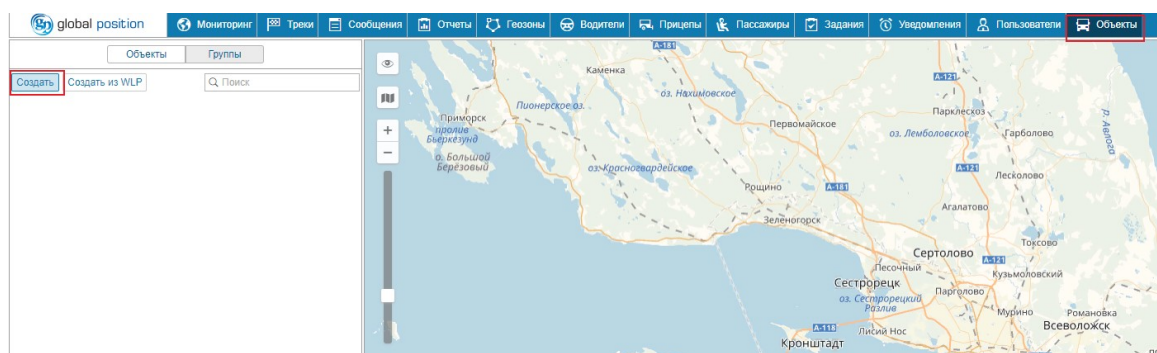 global position Мониторинг Треки Сообщения Отчеты Геозоны Водители Прицепы Пассажиры Задания Уведомления Пользователи Объекты
Объекты Группы
Создать Создать из WLP Поиск
A-181
Каменка
A-121
оз. Нахимовское
Пионерское оз.
Парклесхоз
Приморск
Первомайское
р. Авлога
пролив
Бьеркезунд
оз. Лемболовское
Гарболово
о. Большой
Берёзовый
оз. Красногвардейское
A-121
Лесколово
Рощино
A-181
Агалатово
Зеленогорск
Токсово
Сертолово
A-121
Песочный
Кузьмоловский
Сестрорецк
Парголово
оз. Сестрорецкий
Разлив
Мурино
Романовка
A-118
Лисий Нос
Всеволожск
Кронштадт